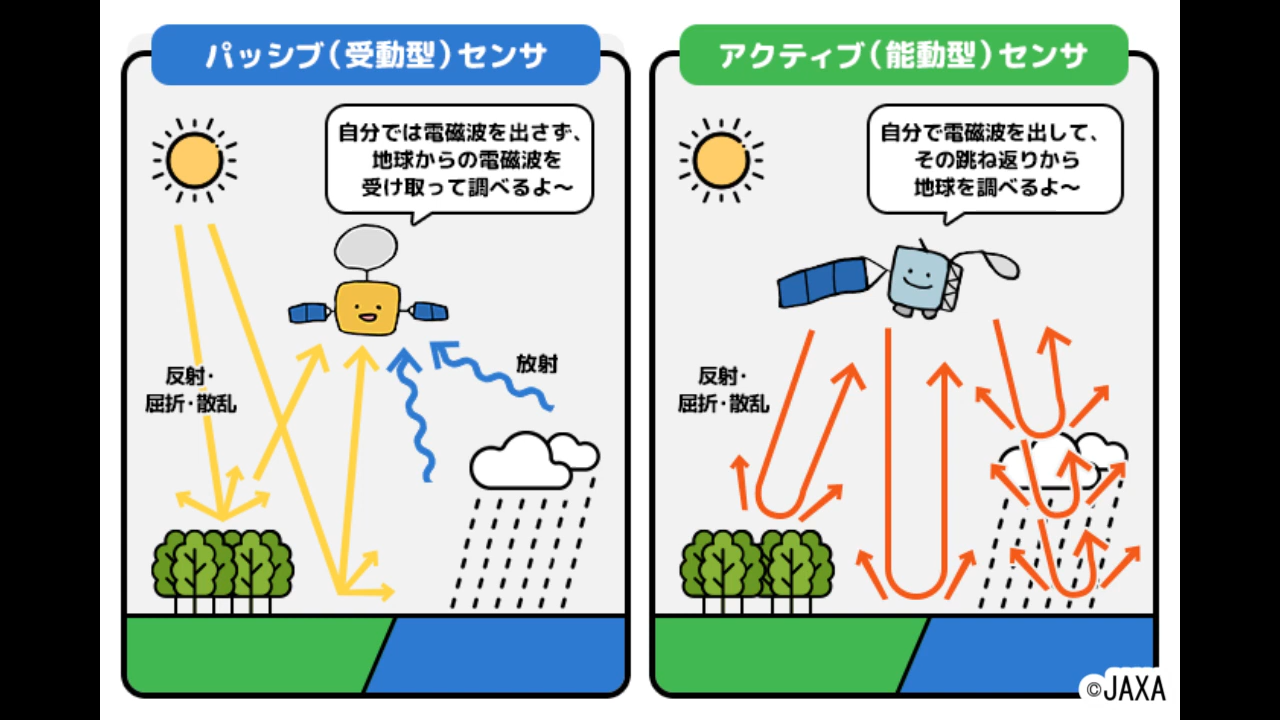 パッシブ(受動型)センサ
自分では電磁波を出さず、
地球からの電磁波を
受け取って調べるよ〜
反射・
屈折・散乱
放射
アクティブ(能動型)センサ
自分で電磁波を出して、
その跳ね返りから
地球を調べるよ〜
反射・
屈折・散乱
©JAXA